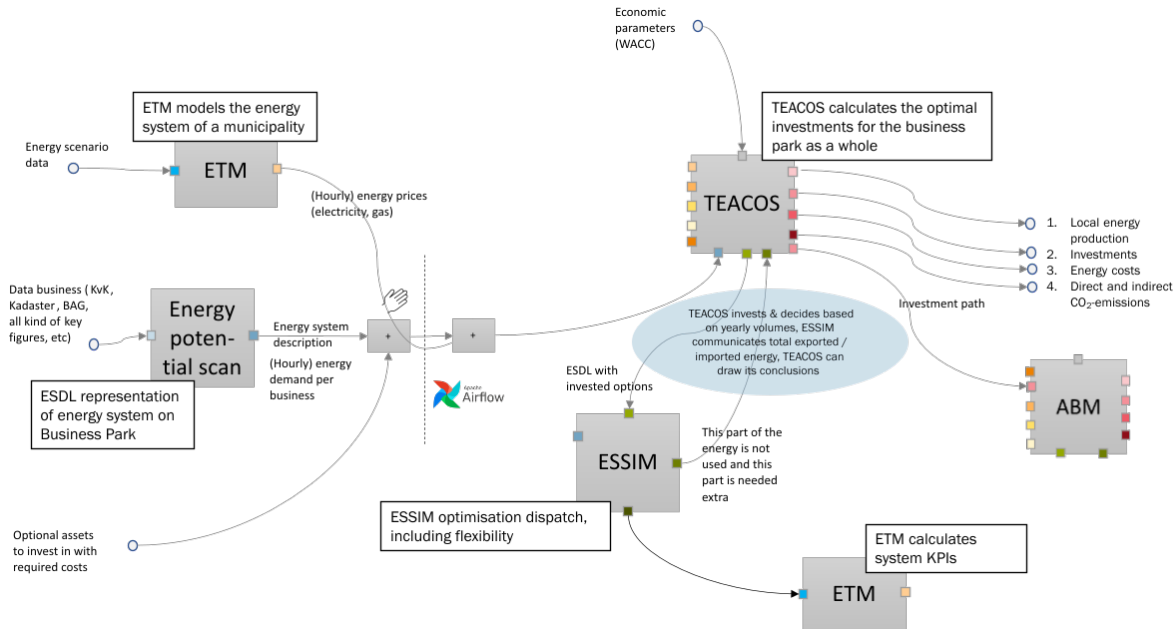 Economic
parameters
(WACC)
ETM models the energy
system of a municipality
TEACOS calculates the optimal
investments for the business
park as a whole
Energy scenario
data
ETM
(Hourly) energy prices
(electricity, gas)
TEACOS
1. Local energy
production
2. Investments
3. Energy costs
4. Direct and indirect
CO₂-emissions
Data business ( KvK,
Kadaster , BAG,
all kind of key
figures, etc)
Energy
poten-
tial scan
Energy system
description
(Hourly) energy
demand per
business
+
+
Investment path
TEACOS invests & decides based
on yearly volumes, ESSIM
communicates total exported /
imported energy, TEACOS can
draw its conclusions
ESDL with
invested options
Apache
Airflow
ESDL representation
of energy system on
Business Park
ABM
ESSIM
This part of the
energy is not
used and this
part is needed
extra
ESSIM optimisation dispatch,
including flexibility
Optional assets
to invest in with
required costs
ETM calculates
system KPIs
ETM